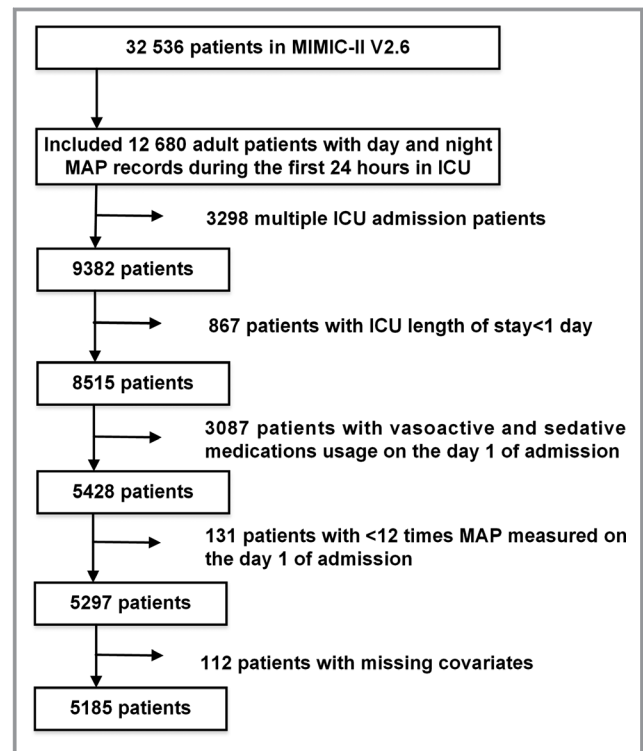 32 536 patients in MIMIC-II V2.6
Included 12 680 adult patients with day and night
MAP records during the first 24 hours in ICU
3298 multiple ICU admission patients
9382 patients
867 patients with ICU length of stay<1 day
8515 patients
3087 patients with vasoactive and sedative
medications usage on the day 1 of admission
5428 patients
131 patients with <12 times MAP measured on
the day 1 of admission
5297 patients
112 patients with missing covariates
5185 patients